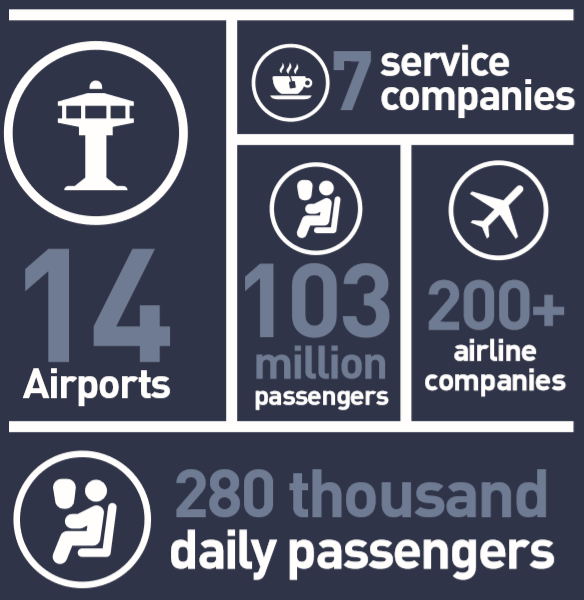 14
Airports
7 service
companies
103
million
passengers
200+
airline
companies
280 thousand
daily passengers